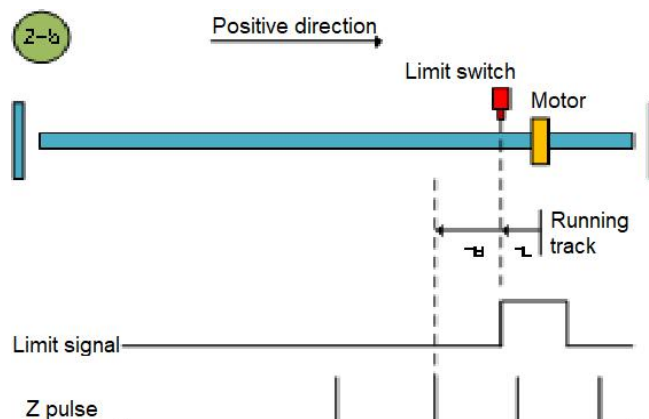 Positive direction
Limit switch
Motor
Running
track
Limit signal
Z pulse